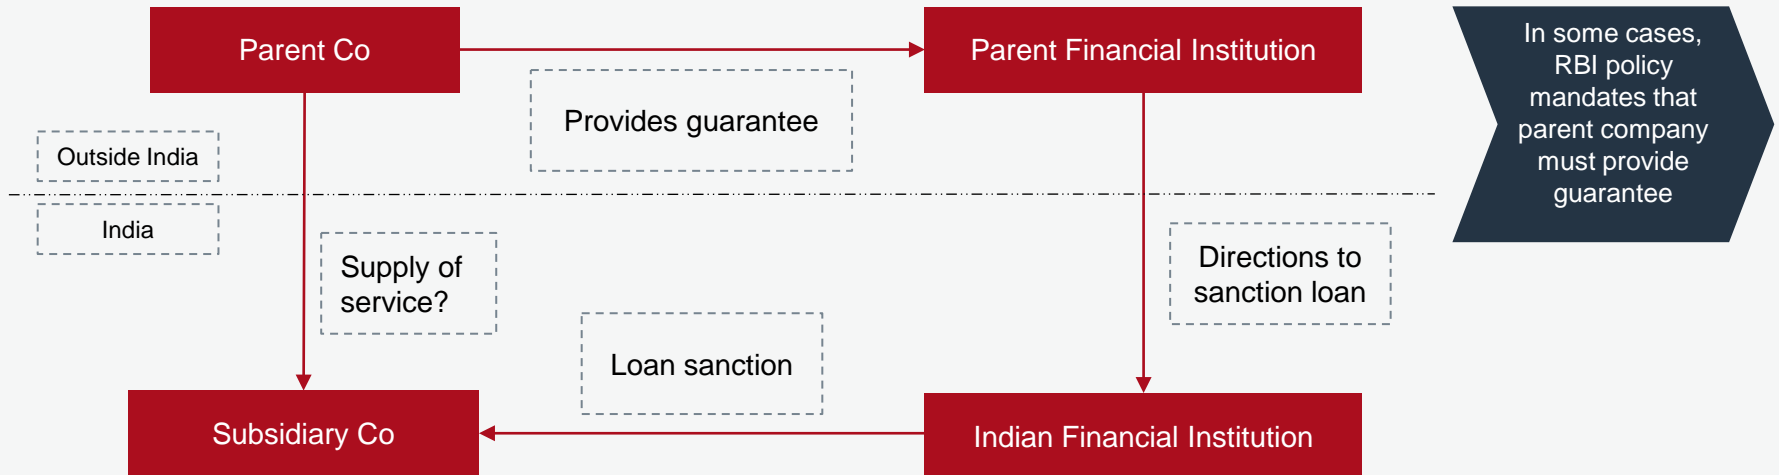 Parent Co
Parent Financial Institution
In some cases,
RBI policy
mandates that
parent company
must provide
guarantee
Provides guarantee
Outside India
India
Supply of
service?
Directions to
sanction loan
Loan sanction
Subsidiary Co
Indian Financial Institution